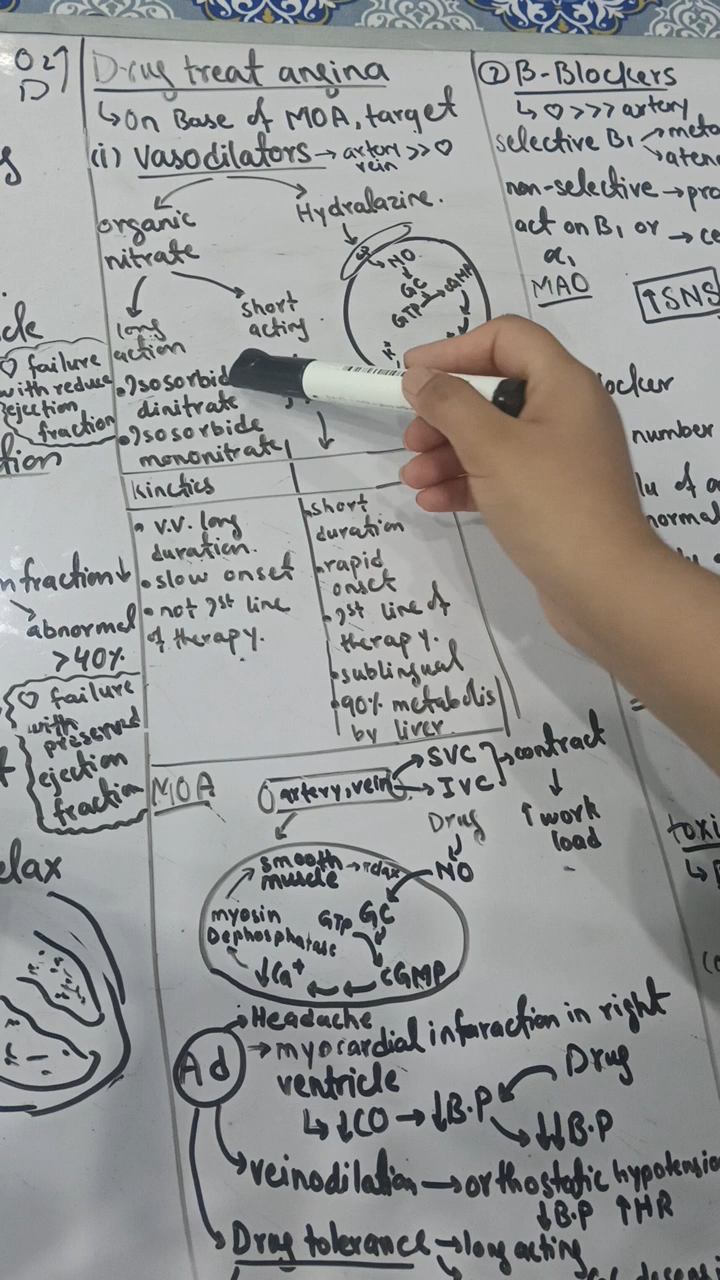 O2↑
D
Drug treat angina
↳ On Base of MOA, target
(i) Vasodilators → artery >> ♡
vein
organic
nitrate
Hydralazine.
NO
GC
GTP → cGMP
K+
long
action
short
acting
• Isosorbid
dinitrate
• Isosorbide
mononitrate
Kinetics
• V.V. long
duration.
• slow onset
• not 1st line
of therapy.
short
duration
• rapid
onset
• 1st line of
therapy.
• sublingual
• 90% metabolis
by liver.
MOA
artery, vein → SVC
→ IVC
→ contract
↓
↑ work
load
Drug
↓
NO
smooth → relax
muscle
myosin
Dephosphatase
GTP GC
cGMP
↓Ca+
Ad
→ Headache
→ myocardial infaraction in right
ventricle
↳ ↓CO → ↓B.P
Drug
↓↓B.P
→ veinodilation → orthostatic hypotensio
↓B.P ↑HR
→ Drug tolerance → long acting
② B-Blockers
↳ ♡ >>> artery
selective B1 → meto
→ aten
non-selective → pro
act on B1 or → ce
α1
MAO
↑SNS
ocker
number
normal
toxi
♡ failure
with reduce
ejection
fraction
n fraction ↓
abnormal
>40%
♡ failure
with
preserved
ejection
fraction
elax